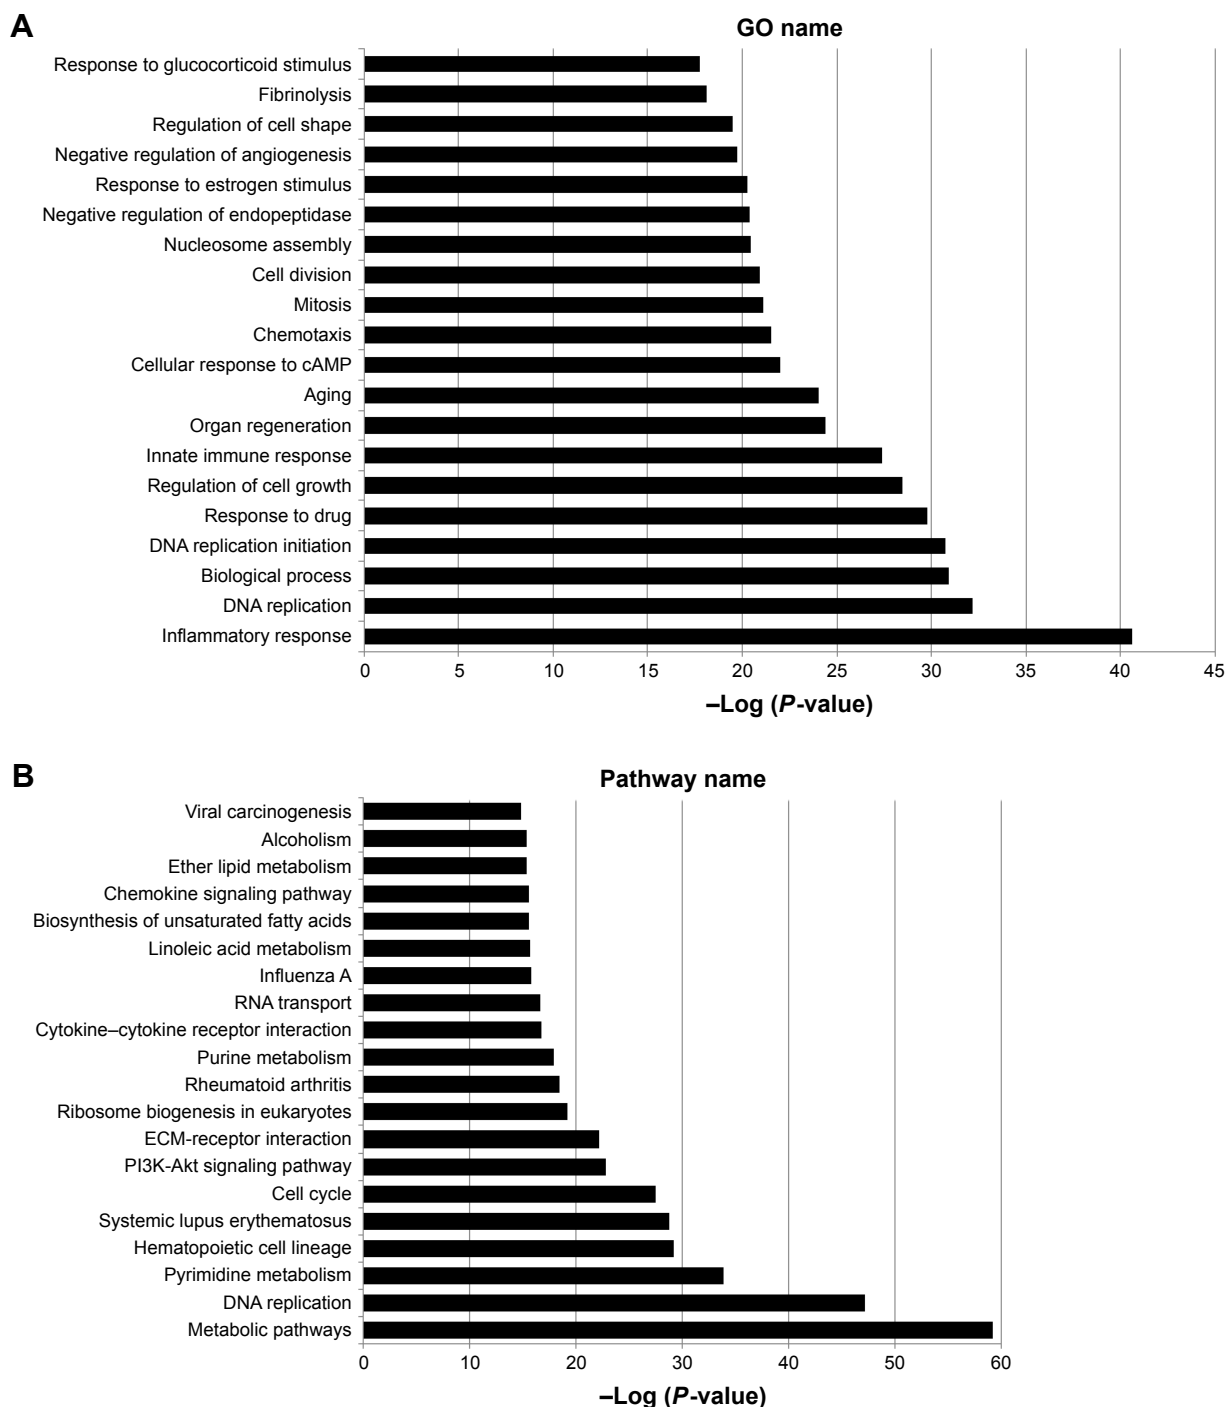 A
GO name
Response to glucocorticoid stimulus
Fibrinolysis
Regulation of cell shape
Negative regulation of angiogenesis
Response to estrogen stimulus
Negative regulation of endopeptidase
Nucleosome assembly
Cell division
Mitosis
Chemotaxis
Cellular response to cAMP
Aging
Organ regeneration
Innate immune response
Regulation of cell growth
Response to drug
DNA replication initiation
Biological process
DNA replication
Inflammatory response
0 5 10 15 20 25 30 35 40 45
–Log (P-value)
B
Pathway name
Viral carcinogenesis
Alcoholism
Ether lipid metabolism
Chemokine signaling pathway
Biosynthesis of unsaturated fatty acids
Linoleic acid metabolism
Influenza A
RNA transport
Cytokine–cytokine receptor interaction
Purine metabolism
Rheumatoid arthritis
Ribosome biogenesis in eukaryotes
ECM-receptor interaction
PI3K-Akt signaling pathway
Cell cycle
Systemic lupus erythematosus
Hematopoietic cell lineage
Pyrimidine metabolism
DNA replication
Metabolic pathways
0 10 20 30 40 50 60
–Log (P-value)